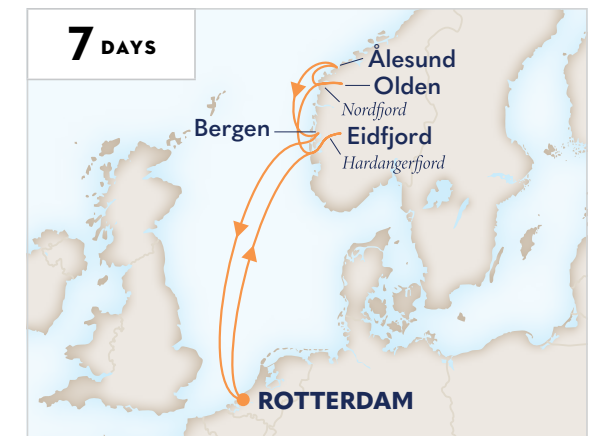 7 DAYS
Ålesund
Olden
Nordfjord
Bergen
Eidfjord
Hardangerfjord
ROTTERDAM